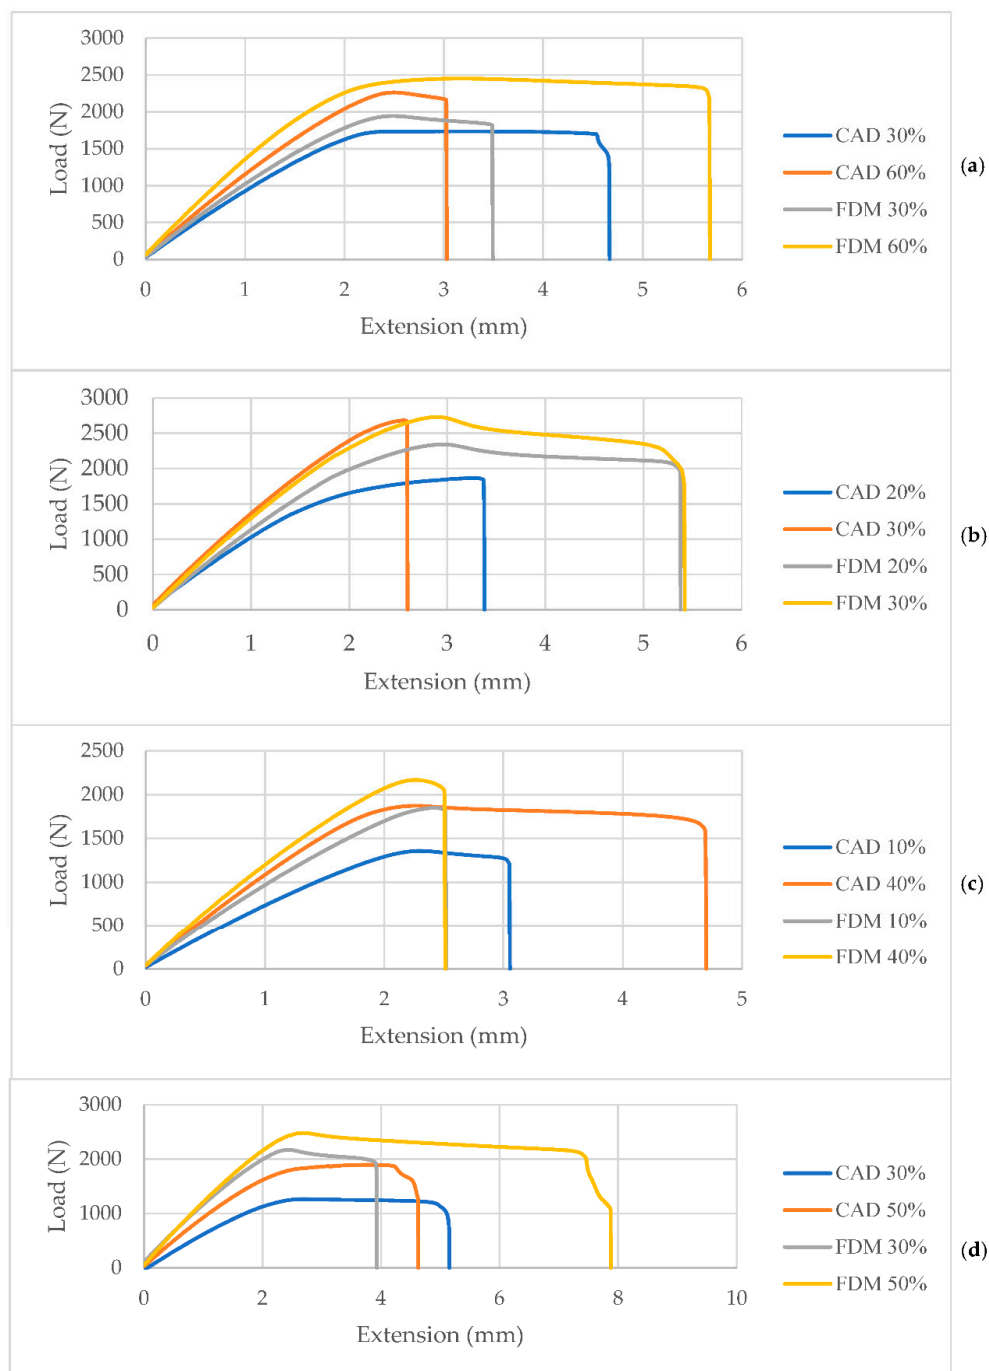 3000
2500
2000
1500
1000
500
0
Load (N)
0 1 2 3 4 5 6
Extension (mm)
CAD 30%
CAD 60%
FDM 30%
FDM 60%
(a)
3000
2500
2000
1500
1000
500
0
Load (N)
0 1 2 3 4 5 6
Extension (mm)
CAD 20%
CAD 30%
FDM 20%
FDM 30%
(b)
2500
2000
1500
1000
500
0
Load (N)
0 1 2 3 4 5
Extension (mm)
CAD 10%
CAD 40%
FDM 10%
FDM 40%
(c)
3000
2000
1000
0
Load (N)
0 2 4 6 8 10
Extension (mm)
CAD 30%
CAD 50%
FDM 30%
FDM 50%
(d)